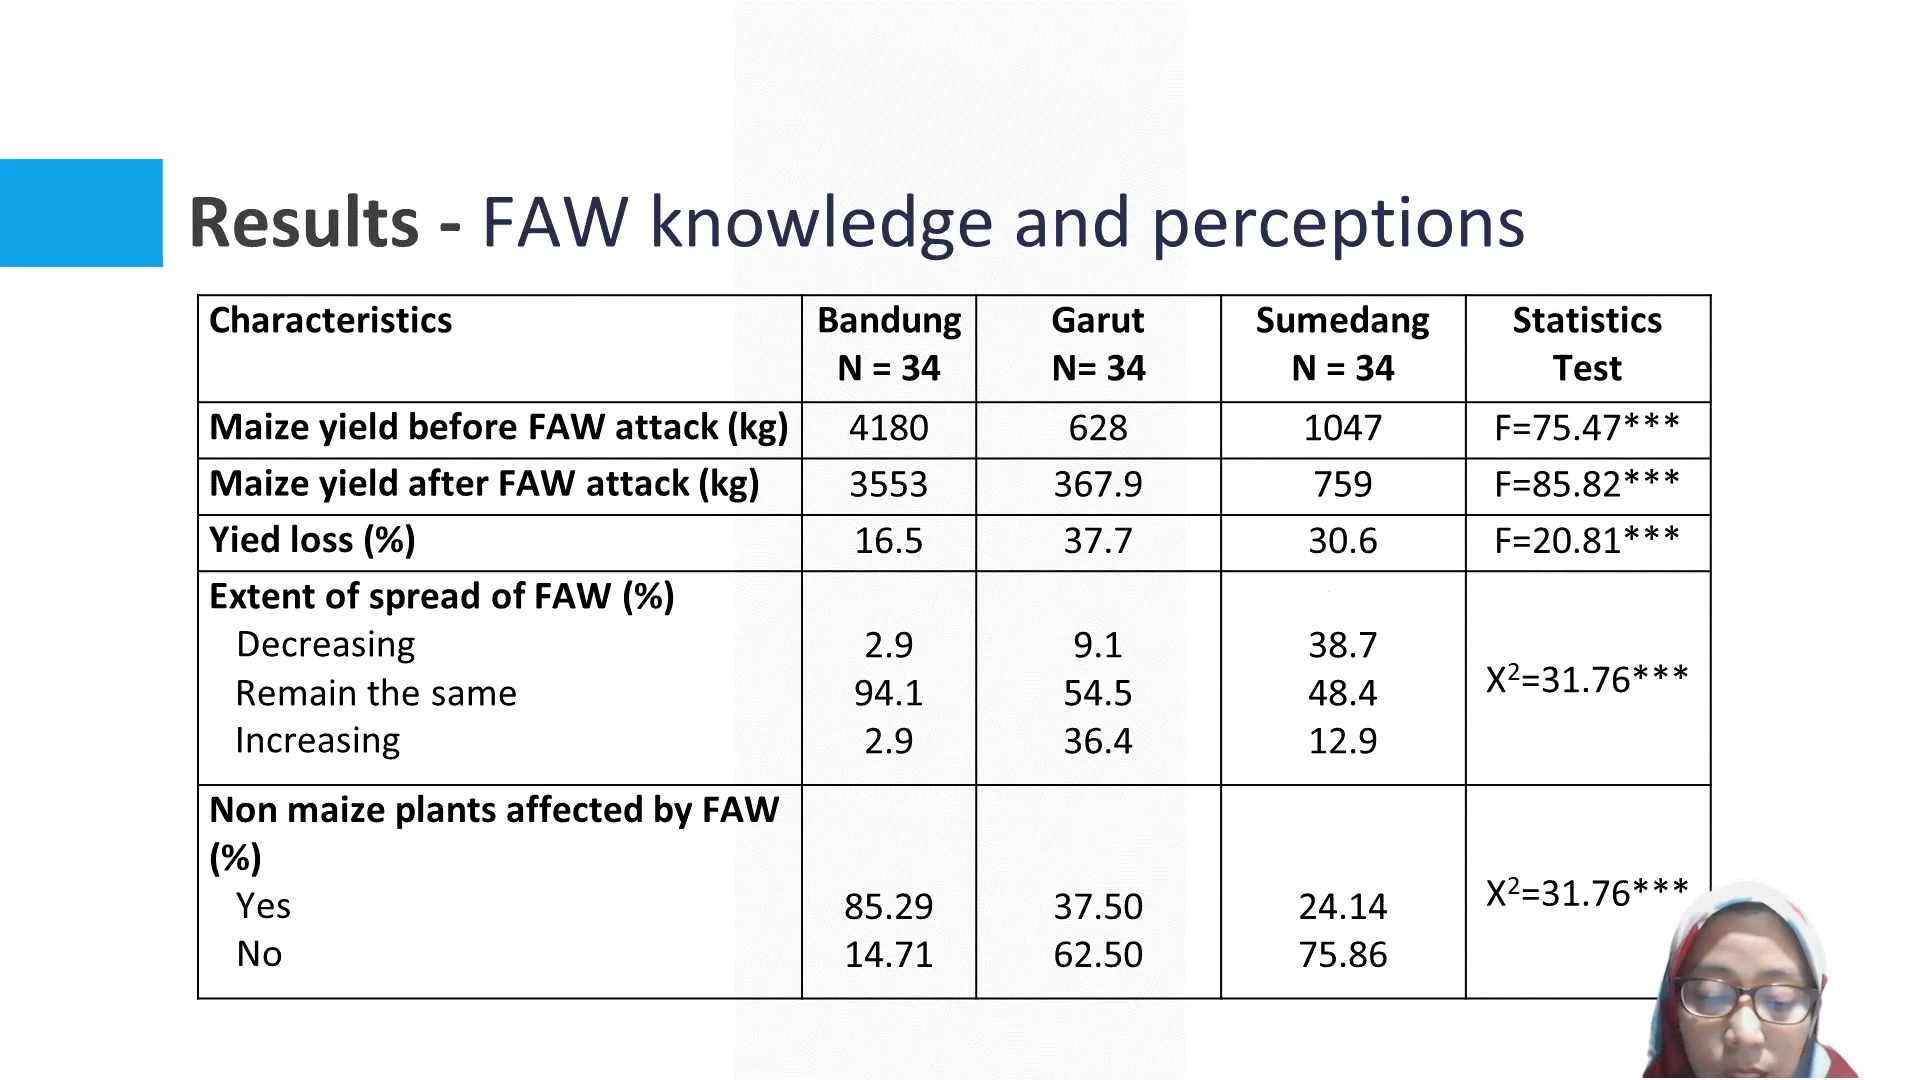 Results - FAW knowledge and perceptions
Characteristics Bandung Garut Sumedang Statistics
N = 34 N= 34 N = 34 Test
Maize yield before FAW attack (kg) 4180 628 1047 F=75.47***
Maize yield after FAW attack (kg) 3553 367.9 759 F=85.82***
Yied loss (%) 16.5 37.7 30.6 F=20.81***
Extent of spread of FAW (%)
Decreasing 2.9 9.1 38.7
X²=31.76***
Remain the same 94.1 54.5 48.4
Increasing 2.9 36.4 12.9
Non maize plants affected by FAW
(%)
X²=31.76***
Yes 85.29 37.50 24.14
No 14.71 62.50 75.86